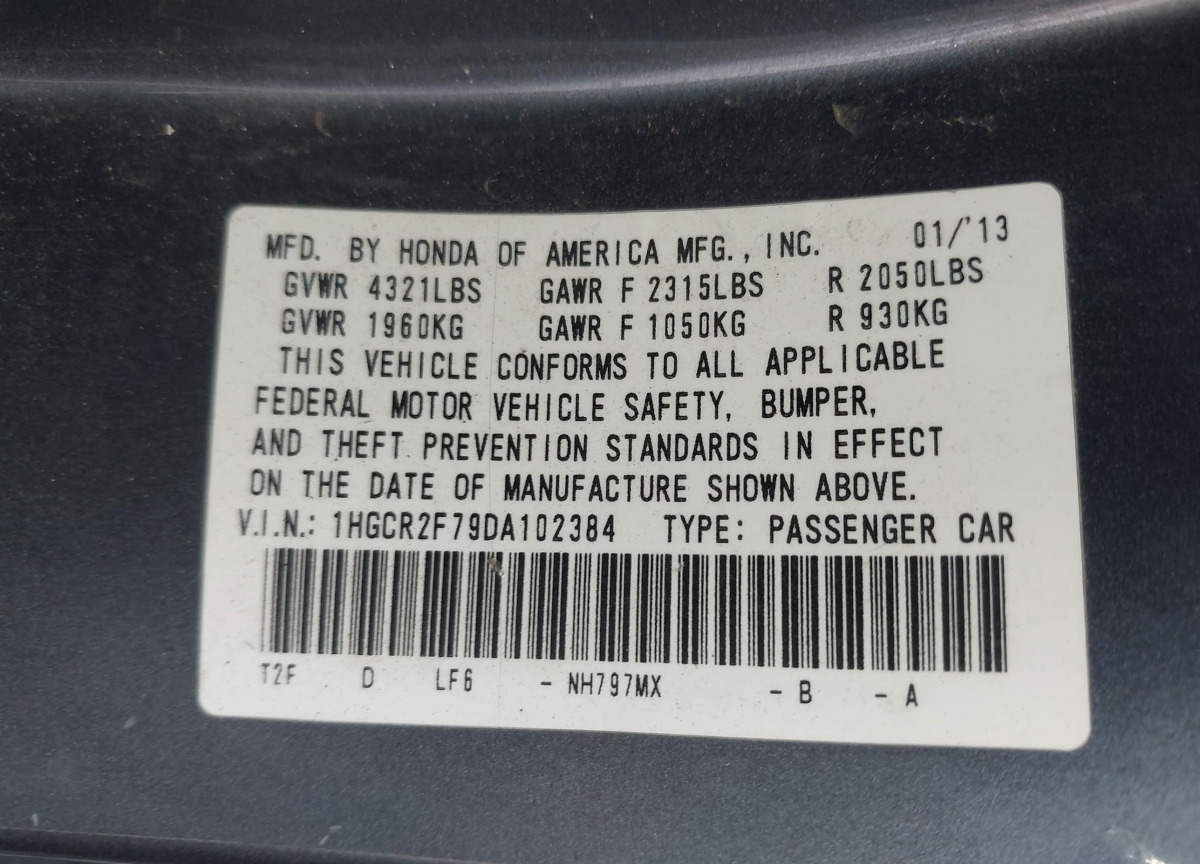 MFD. BY HONDA OF AMERICA MFG., INC. 01/'13
GVWR 4321LBS GAWR F 2315LBS R 2050LBS
GVWR 1960KG GAWR F 1050KG R 930KG
THIS VEHICLE CONFORMS TO ALL APPLICABLE
FEDERAL MOTOR VEHICLE SAFETY, BUMPER,
AND THEFT PREVENTION STANDARDS IN EFFECT
ON THE DATE OF MANUFACTURE SHOWN ABOVE.
V.I.N.: 1HGCR2F79DA102384 TYPE: PASSENGER CAR
T2F D LF6 - NH797MX - B - A